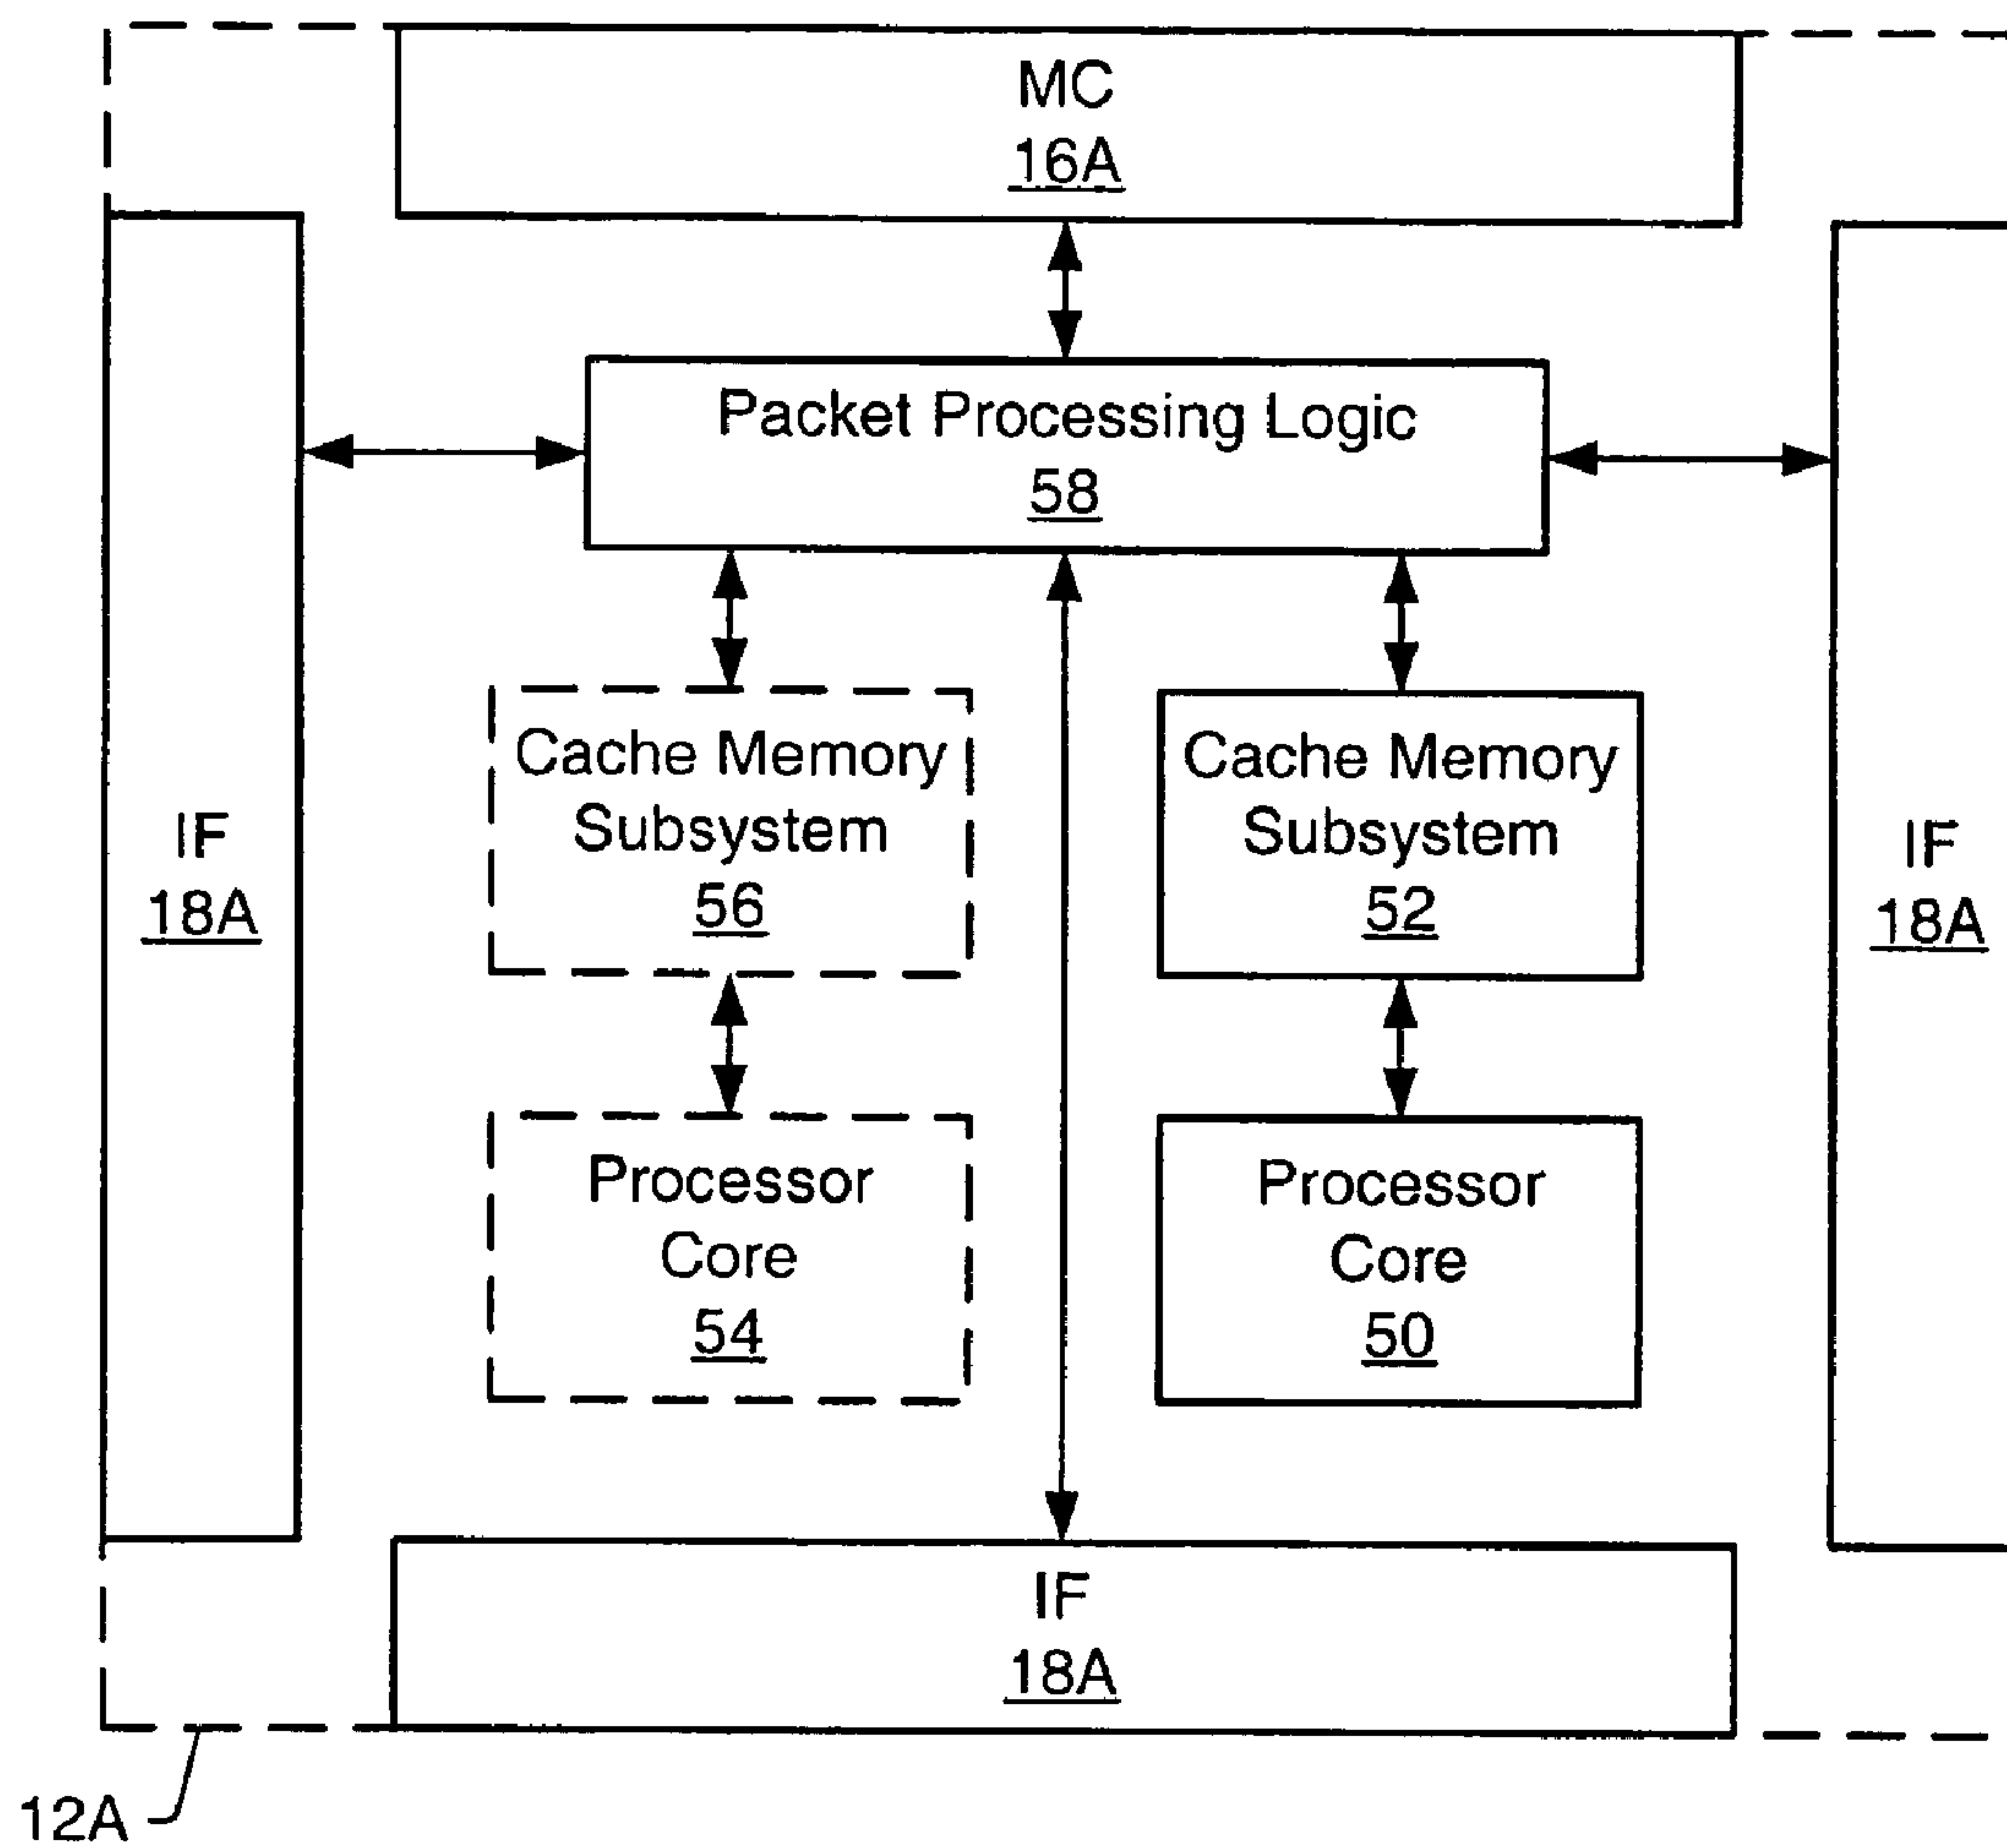 MC
16A
Packet Processing Logic
58
Cache Memory
Subsystem
56
Cache Memory
Subsystem
52
IF
18A
IF
18A
Processor
Core
54
Processor
Core
50
IF
18A
12A